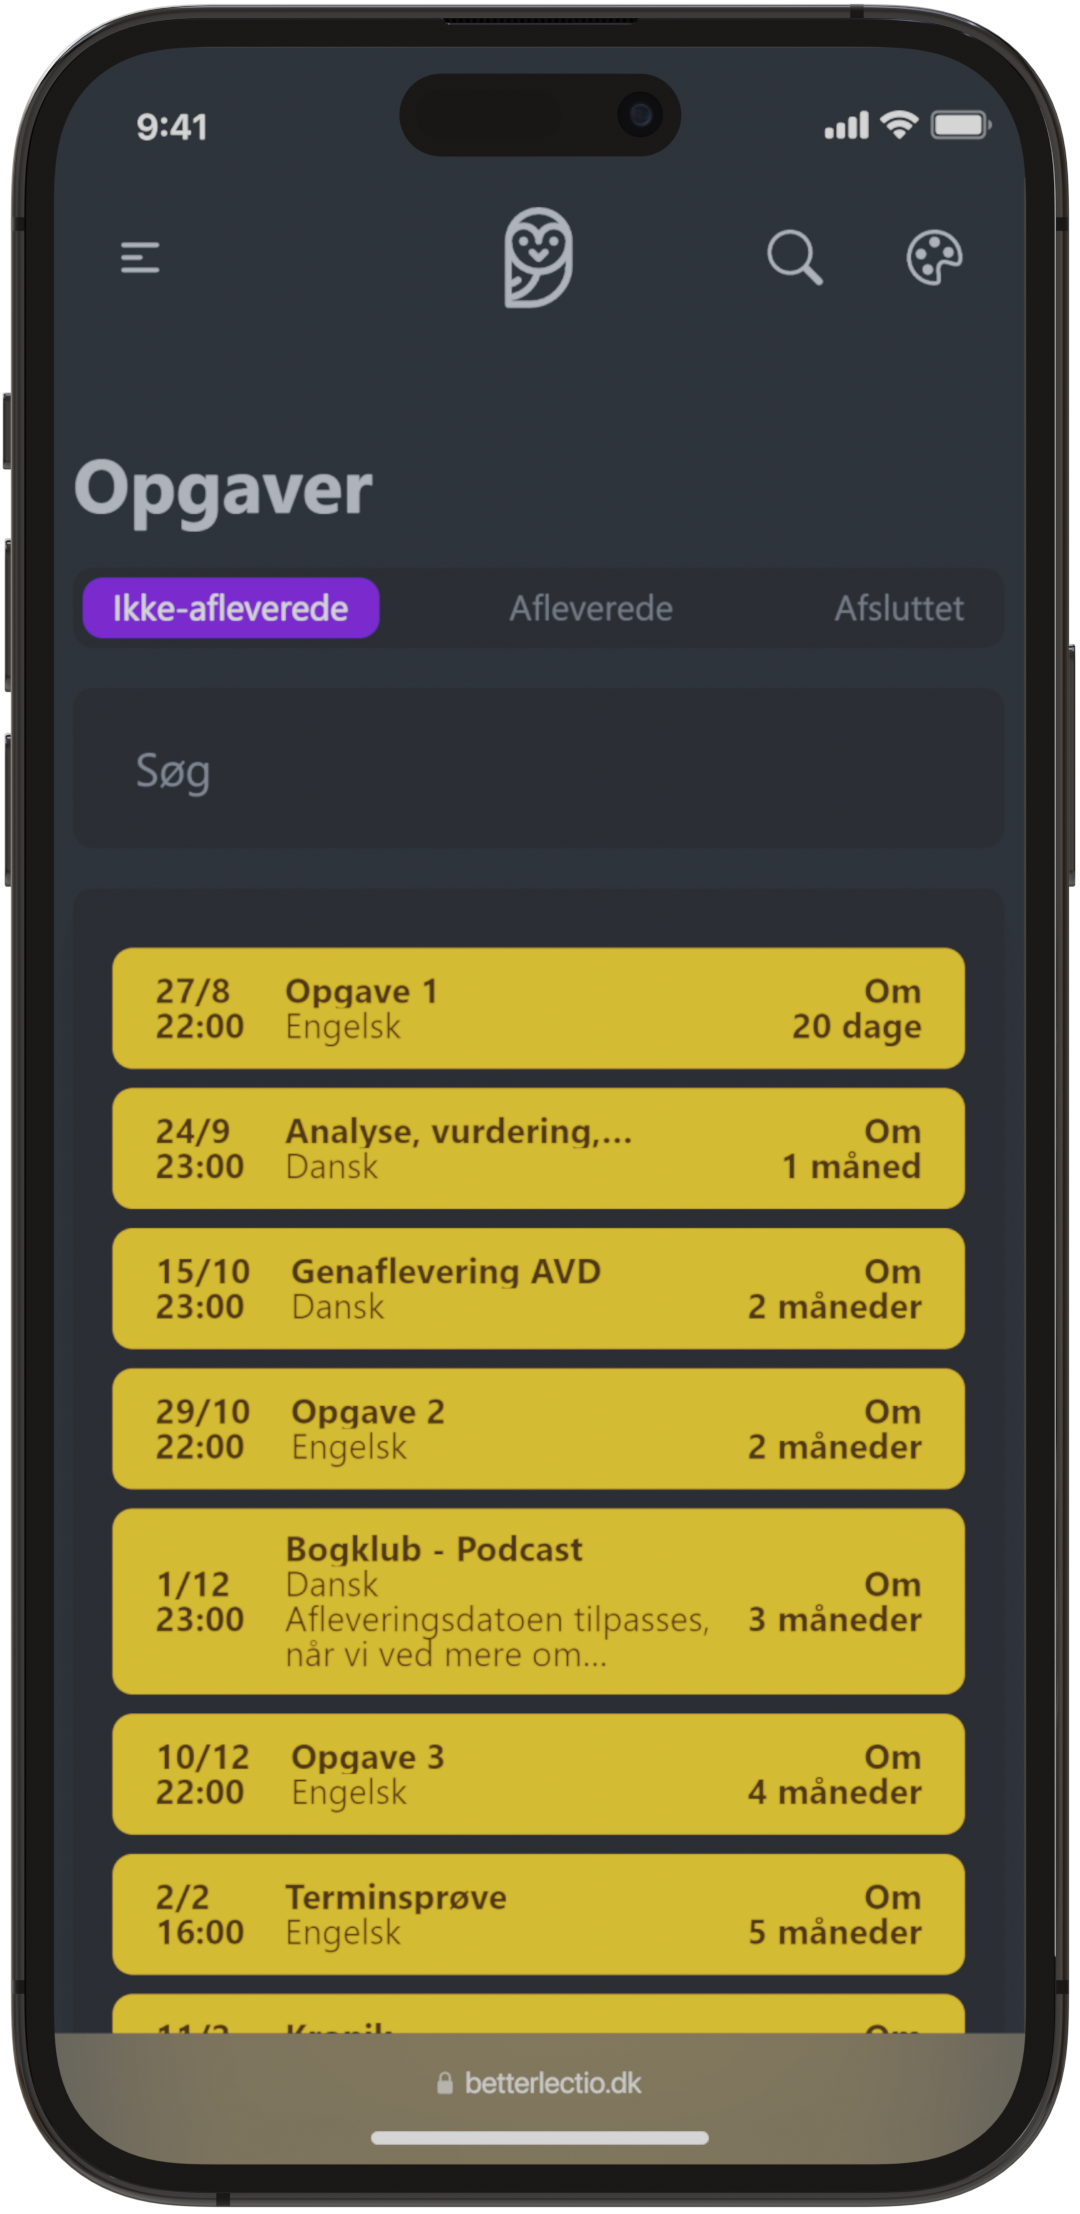 9:41
Opgaver
Ikke-afleverede Afleverede Afsluttet
Søg
27/8 Opgave 1 Om
22:00 Engelsk 20 dage
24/9 Analyse, vurdering,... Om
23:00 Dansk 1 måned
15/10 Genaflevering AVD Om
23:00 Dansk 2 måneder
29/10 Opgave 2 Om
22:00 Engelsk 2 måneder
Bogklub - Podcast
1/12 Dansk Om
23:00 Afleveringsdatoen tilpasses, 3 måneder
når vi ved mere om...
10/12 Opgave 3 Om
22:00 Engelsk 4 måneder
2/2 Terminsprøve Om
16:00 Engelsk 5 måneder
Kronik Om
betterlectio.dk